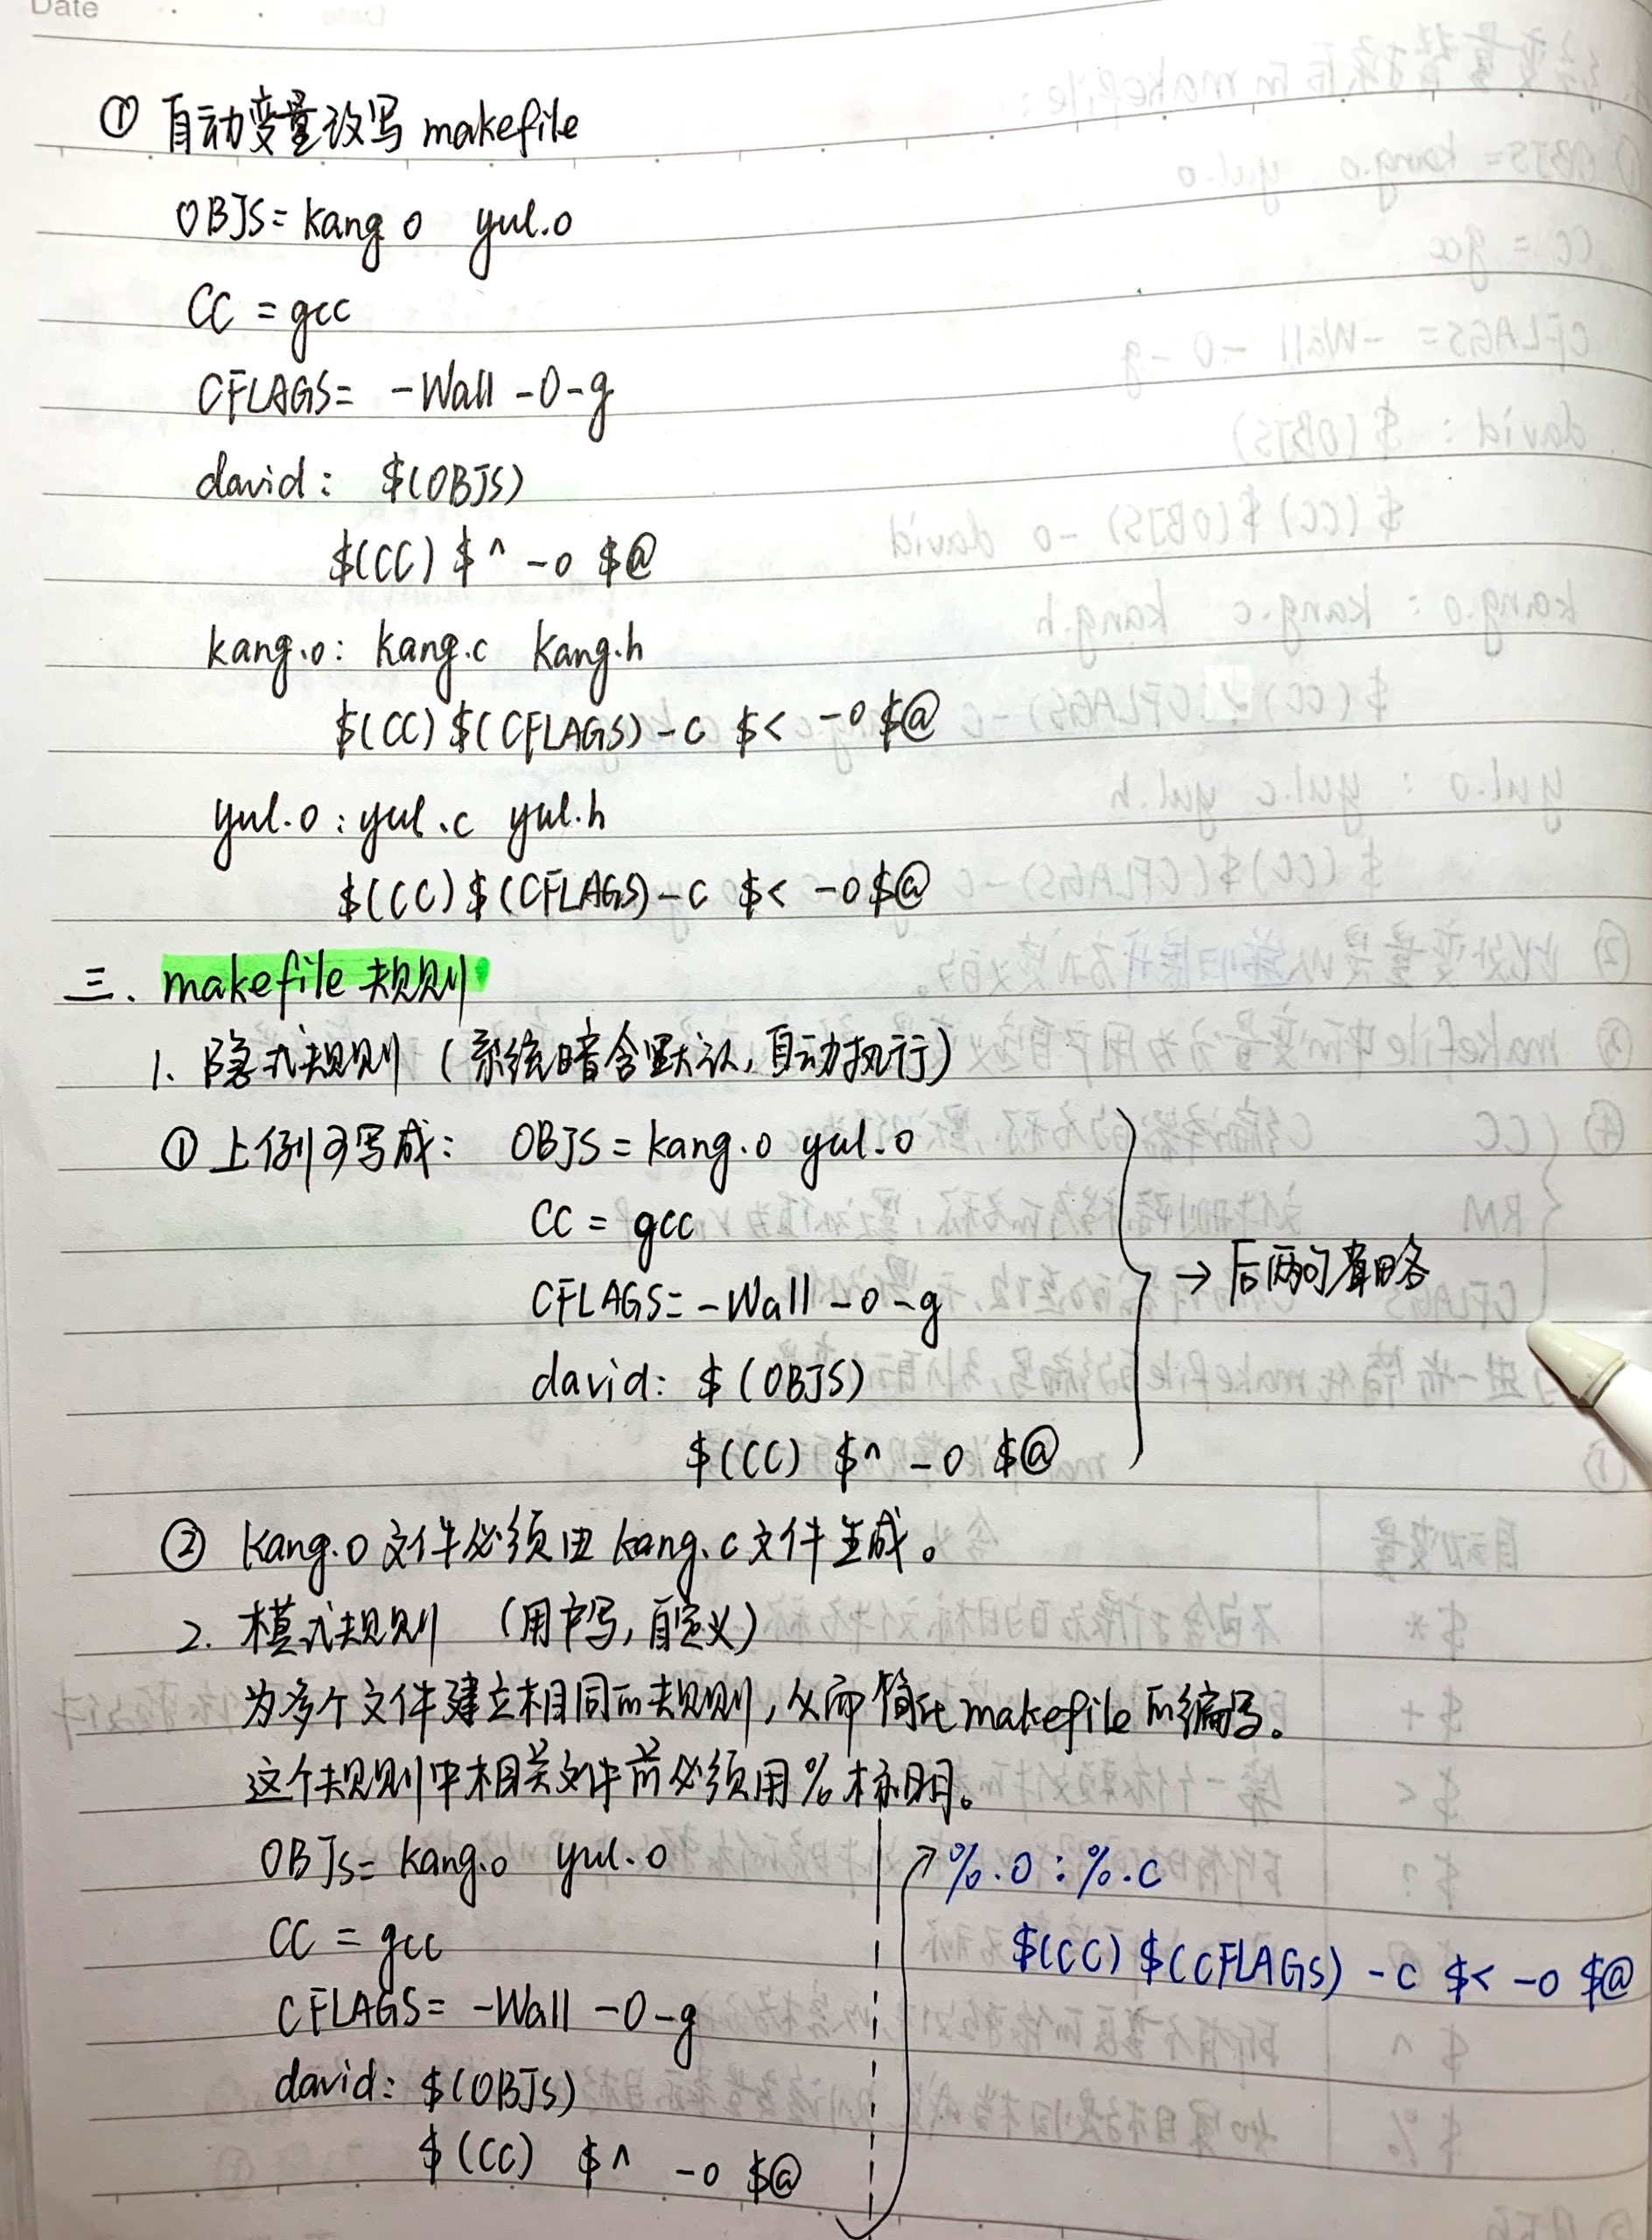 Date
① 自动变量改写 makefile
OBJS= kang o yul.o
CC = gcc
CFLAGS= -Wall -O -g
david: $(OBJS)
$(CC) $^ -o $@
kang.o: kang.c kang.h
$(CC) $(CFLAGS) -c $< -o $@
yul.o: yul.c yul.h
$(CC) $(CFLAGS) -c $< -o $@
三. makefile 规则
1. 隐式规则 (系统暗含默认, 自动执行)
① 上例可写成: OBJS = kang.o yul.o
CC = gcc
CFLAGS= -Wall -O -g
→ 后两句省略
david: $(OBJS)
$(CC) $^ -o $@
② kang.o 文件必须由 kang.c 文件生成。
2. 模式规则 (用户写, 自定义)
为多个文件建立相同的规则, 从而简化 makefile 的编写。
这个规则中相关文件前必须用 % 标明。
OBJS= kang.o yul.o
CC = gcc
CFLAGS= -Wall -O -g
david: $(OBJS)
$(CC) $^ -o $@
%.o : %.c
$(CC) $(CFLAGS) -c $< -o $@